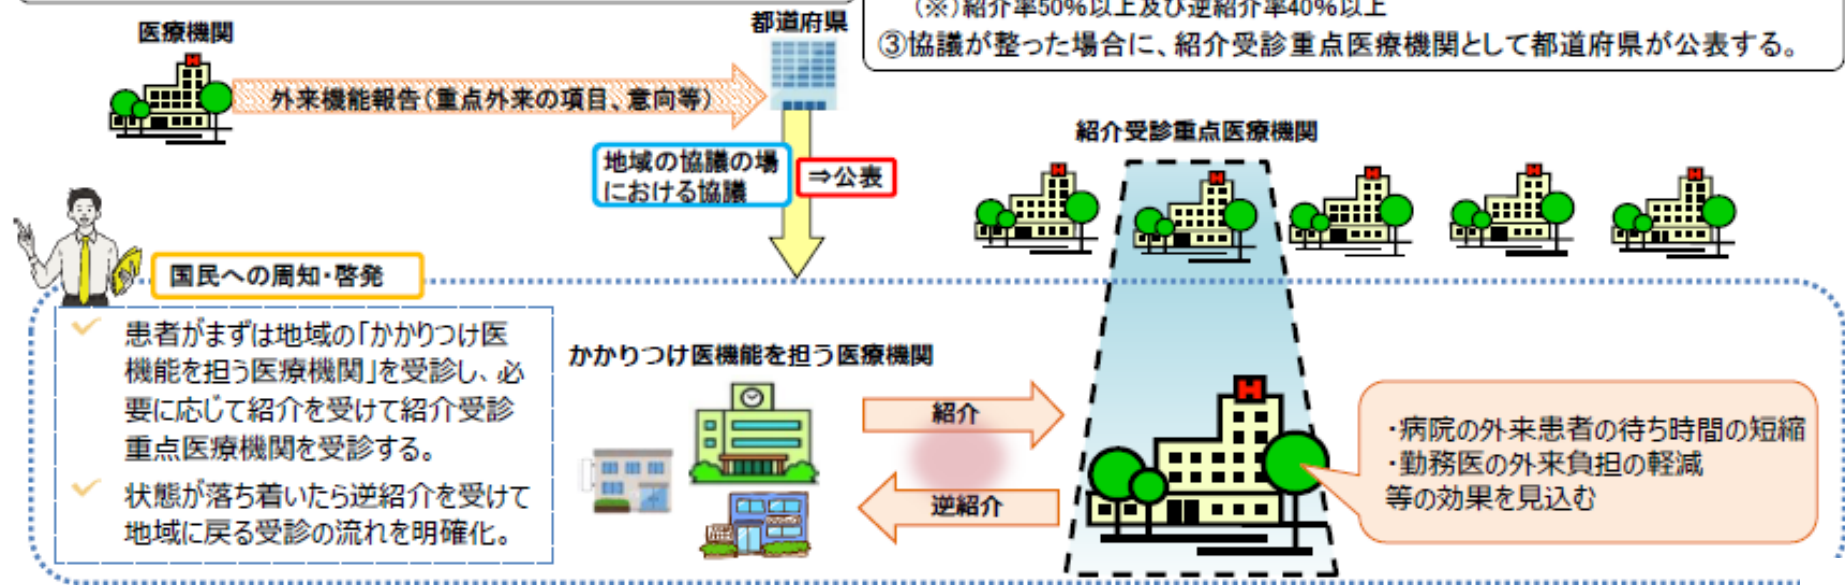 (※)紹介率50%以上及び逆紹介率40%以上
③協議が整った場合に、紹介受診重点医療機関として都道府県が公表する。
医療機関
都道府県
外来機能報告(重点外来の項目、意向等)
地域の協議の場
における協議
⇒公表
紹介受診重点医療機関
国民への周知・啓発
患者がまずは地域の「かかりつけ医
機能を担う医療機関」を受診し、必
要に応じて紹介を受けて紹介受診
重点医療機関を受診する。
状態が落ち着いたら逆紹介を受けて
地域に戻る受診の流れを明確化。
かかりつけ医機能を担う医療機関
紹介
逆紹介
・病院の外来患者の待ち時間の短縮
・勤務医の外来負担の軽減
等の効果を見込む
H
H
H
H
H
H
H